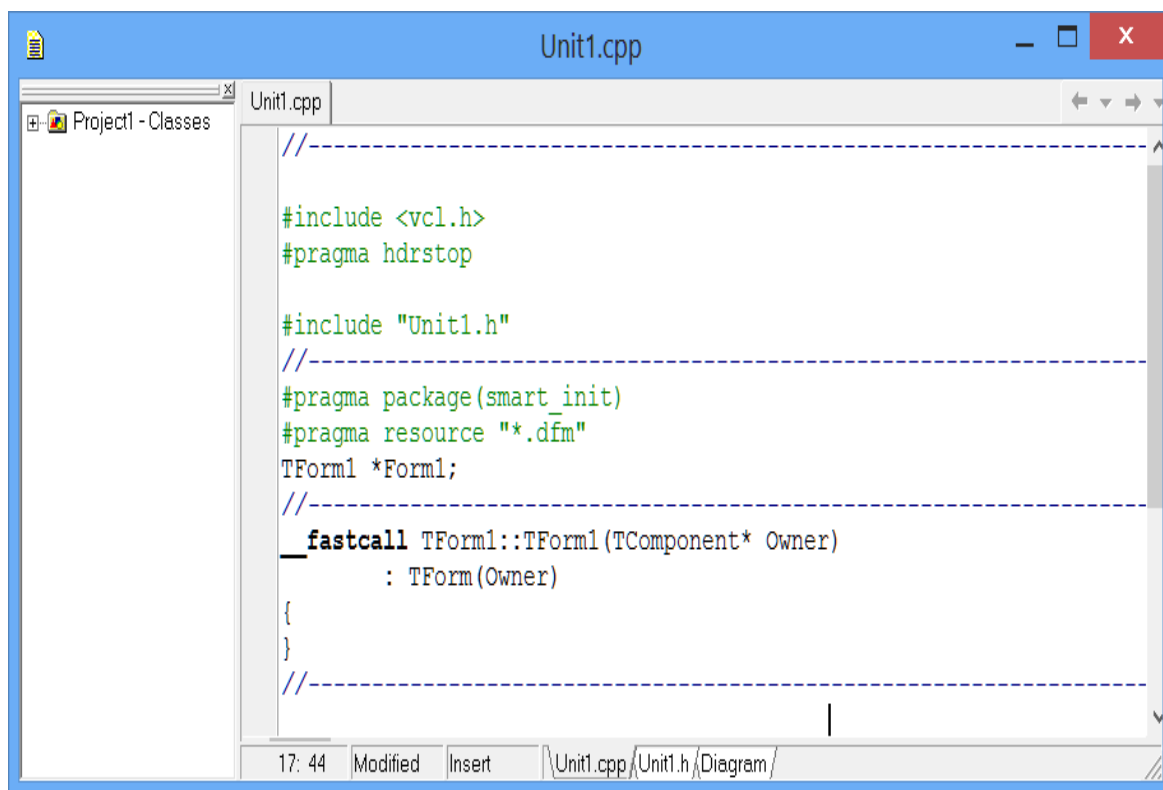 Unit1.cpp
x
Project1 - Classes
Unit1.cpp
//------------------------------------------------------------------
#include <vcl.h>
#pragma hdrstop
#include "Unit1.h"
//------------------------------------------------------------------
#pragma package(smart_init)
#pragma resource "*.dfm"
TForm1 *Form1;
//------------------------------------------------------------------
__fastcall TForm1::TForm1(TComponent* Owner)
: TForm(Owner)
{
}
//------------------------------------------------------------------
17: 44 Modified Insert Unit1.cpp Unit1.h Diagram